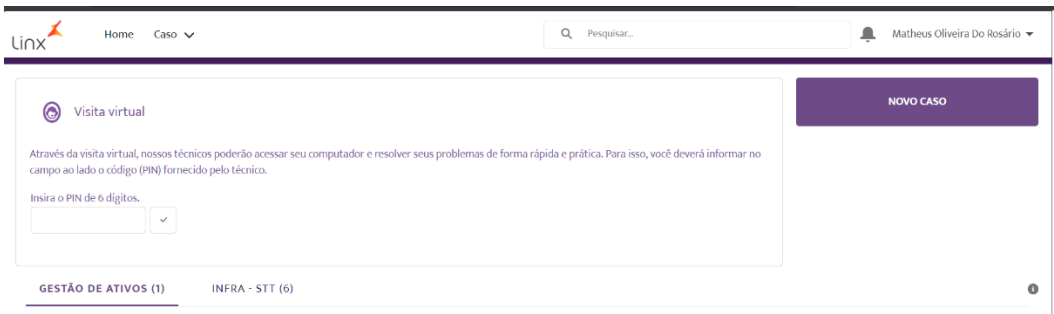 Linx
Home Caso
Pesquisar...
Matheus Oliveira Do Rosário
Visita virtual
NOVO CASO
Através da visita virtual, nossos técnicos poderão acessar seu computador e resolver seus problemas de forma rápida e prática. Para isso, você deverá informar no
campo ao lado o código (PIN) fornecido pelo técnico.
Insira o PIN de 6 dígitos.
GESTÃO DE ATIVOS (1) INFRA - STT (6)